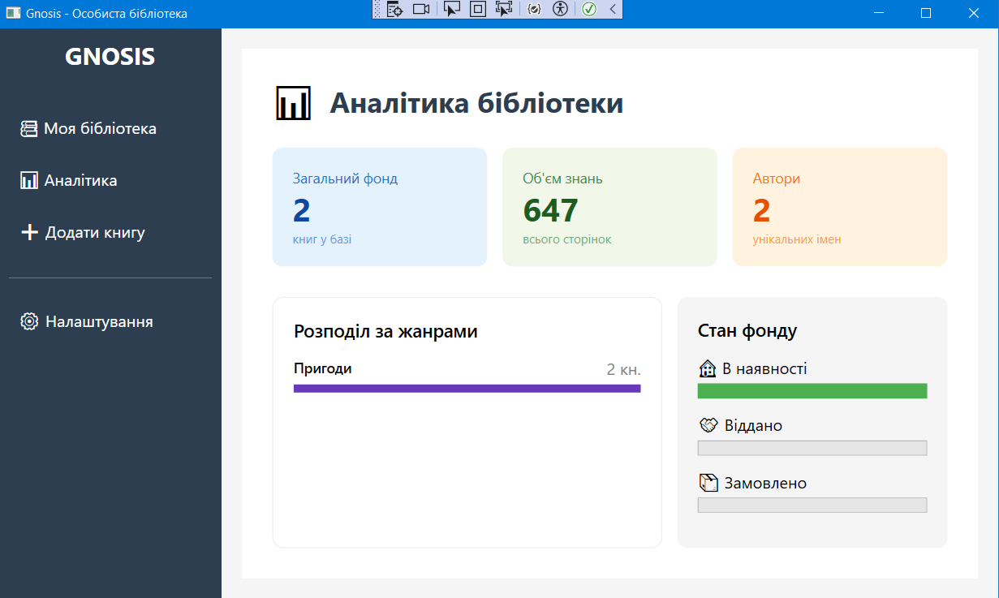 Gnosis - Особиста бібліотека
GNOSIS
Моя бібліотека
Аналітика
Додати книгу
Налаштування
Аналітика бібліотеки
Загальний фонд
2
книг у базі
Об'єм знань
647
всього сторінок
Автори
2
унікальних імен
Розподіл за жанрами
Пригоди 2 кн.
Стан фонду
В наявності
Віддано
Замовлено